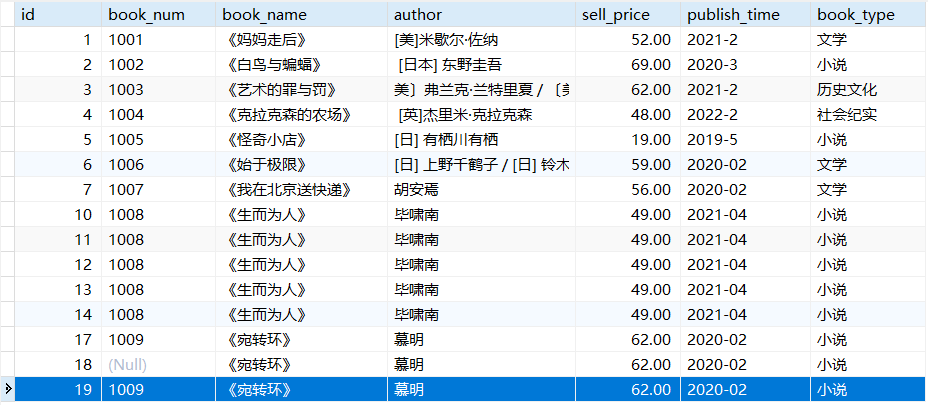 id book_num book_name author sell_price publish_time book_type
1 1001 《妈妈走后》 [美]米歇尔·佐纳 52.00 2021-2 文学
2 1002 《白鸟与蝙蝠》 [日本] 东野圭吾 69.00 2020-3 小说
3 1003 《艺术的罪与罚》 美〕弗兰克·兰特里夏 / 〔美 62.00 2021-2 历史文化
4 1004 《克拉克森的农场》 [英]杰里米·克拉克森 48.00 2022-2 社会纪实
5 1005 《怪奇小店》 [日] 有栖川有栖 19.00 2019-5 小说
6 1006 《始于极限》 [日] 上野千鹤子 / [日] 铃木 59.00 2020-02 文学
7 1007 《我在北京送快递》 胡安焉 56.00 2020-02 文学
10 1008 《生而为人》 毕啸南 49.00 2021-04 小说
11 1008 《生而为人》 毕啸南 49.00 2021-04 小说
12 1008 《生而为人》 毕啸南 49.00 2021-04 小说
13 1008 《生而为人》 毕啸南 49.00 2021-04 小说
14 1008 《生而为人》 毕啸南 49.00 2021-04 小说
17 1009 《宛转环》 慕明 62.00 2020-02 小说
18 (Null) 《宛转环》 慕明 62.00 2020-02 小说
19 1009 《宛转环》 慕明 62.00 2020-02 小说